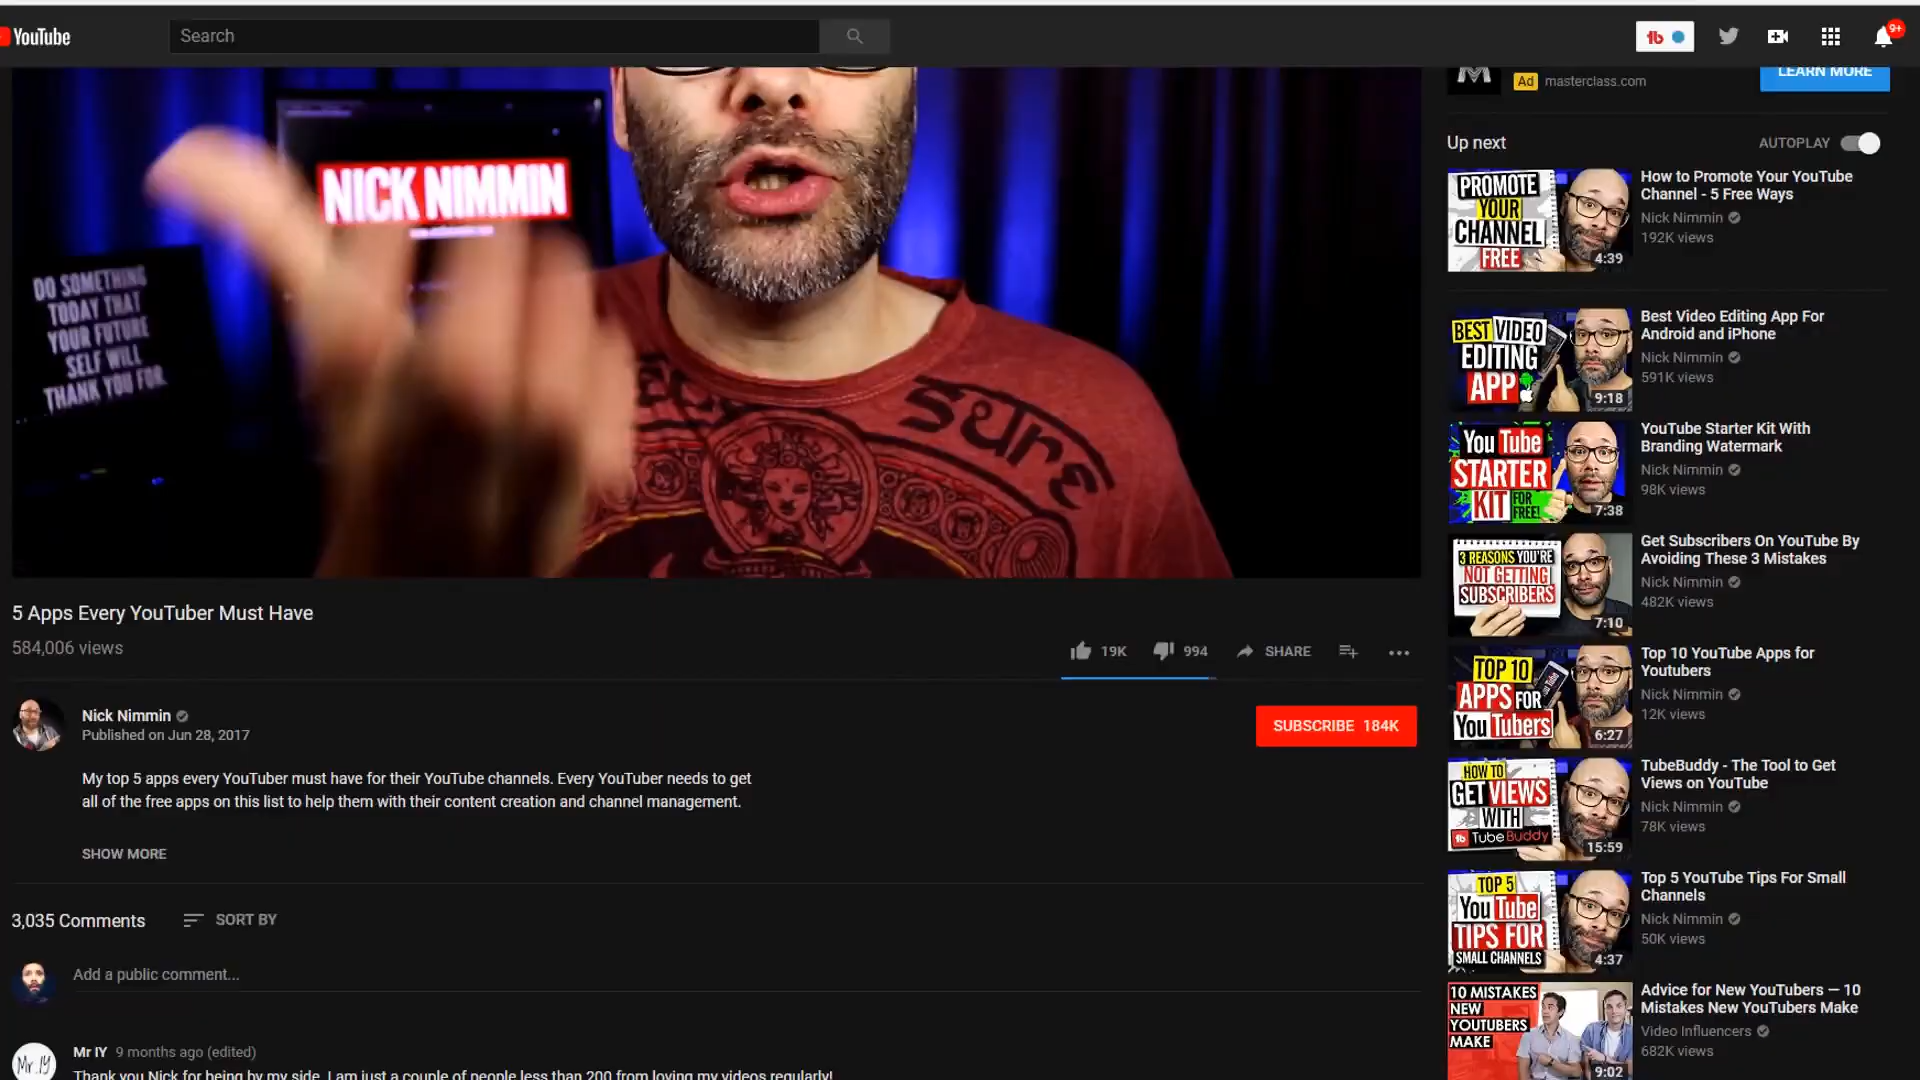 YouTube
Search
9+
Ad masterclass.com
LEARN MORE
NICK NIMMIN
DO SOMETHING
TODAY THAT
YOUR FUTURE
SELF WILL
THANK YOU FOR
5 Apps Every YouTuber Must Have
584,006 views
19K
994
SHARE
Nick Nimmin
Published on Jun 28, 2017
SUBSCRIBE 184K
My top 5 apps every YouTuber must have for their YouTube channels. Every YouTuber needs to get
all of the free apps on this list to help them with their content creation and channel management.
SHOW MORE
3,035 Comments
SORT BY
Add a public comment...
Mr.IY
Mr IY 9 months ago (edited)
Thank you Nick for being by my side. I am just a couple of people less than 200 from loving my videos regularly!
Up next
AUTOPLAY
PROMOTE
YOUR
CHANNEL
FREE
4:39
How to Promote Your YouTube
Channel - 5 Free Ways
Nick Nimmin
192K views
BEST VIDEO
EDITING
APP
9:18
Best Video Editing App For
Android and iPhone
Nick Nimmin
591K views
YouTube
STARTER
KIT FOR
FREE!
7:38
YouTube Starter Kit With
Branding Watermark
Nick Nimmin
98K views
3 REASONS YOU'RE
NOT GETTING
SUBSCRIBERS
7:10
Get Subscribers On YouTube By
Avoiding These 3 Mistakes
Nick Nimmin
482K views
TOP 10
APPS FOR
YouTubers
6:27
Top 10 YouTube Apps for
Youtubers
Nick Nimmin
12K views
HOW TO
GET VIEWS
WITH
TubeBuddy
15:59
TubeBuddy - The Tool to Get
Views on YouTube
Nick Nimmin
78K views
TOP 5
YouTube
TIPS FOR
SMALL CHANNELS
4:37
Top 5 YouTube Tips For Small
Channels
Nick Nimmin
50K views
10 MISTAKES
NEW
YOUTUBERS
MAKE
9:02
Advice for New YouTubers — 10
Mistakes New YouTubers Make
Video Influencers
682K views